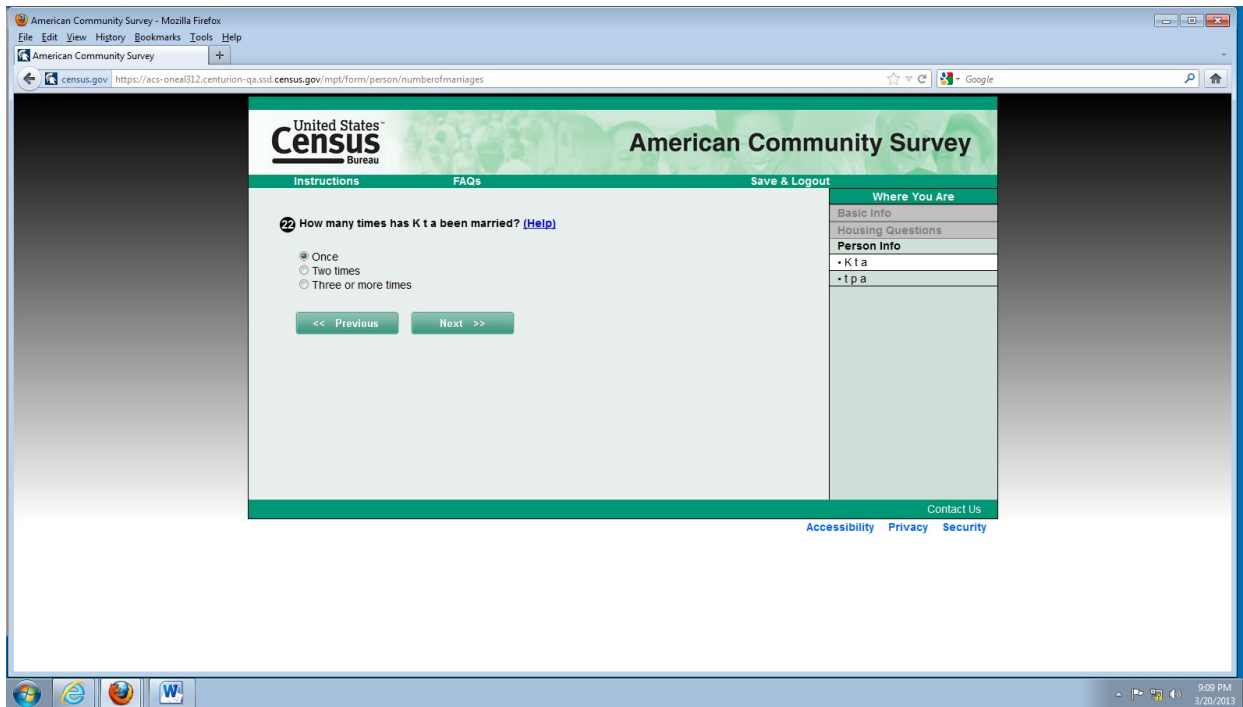 American Community Survey - Mozilla Firefox
File Edit View History Bookmarks Tools Help
American Community Survey +
census.gov https://acs-oneal312.centurion-qa.ssd.census.gov/mpt/form/person/numberofmarriages Google
United States™
Census
Bureau
American Community Survey
Instructions FAQs Save & Logout
Where You Are
Basic Info
Housing Questions
Person Info
• K t a
• t p a
22 How many times has K t a been married? (Help)
Once
Two times
Three or more times
<< Previous Next >>
Contact Us
Accessibility Privacy Security
W
9:09 PM
3/20/2013